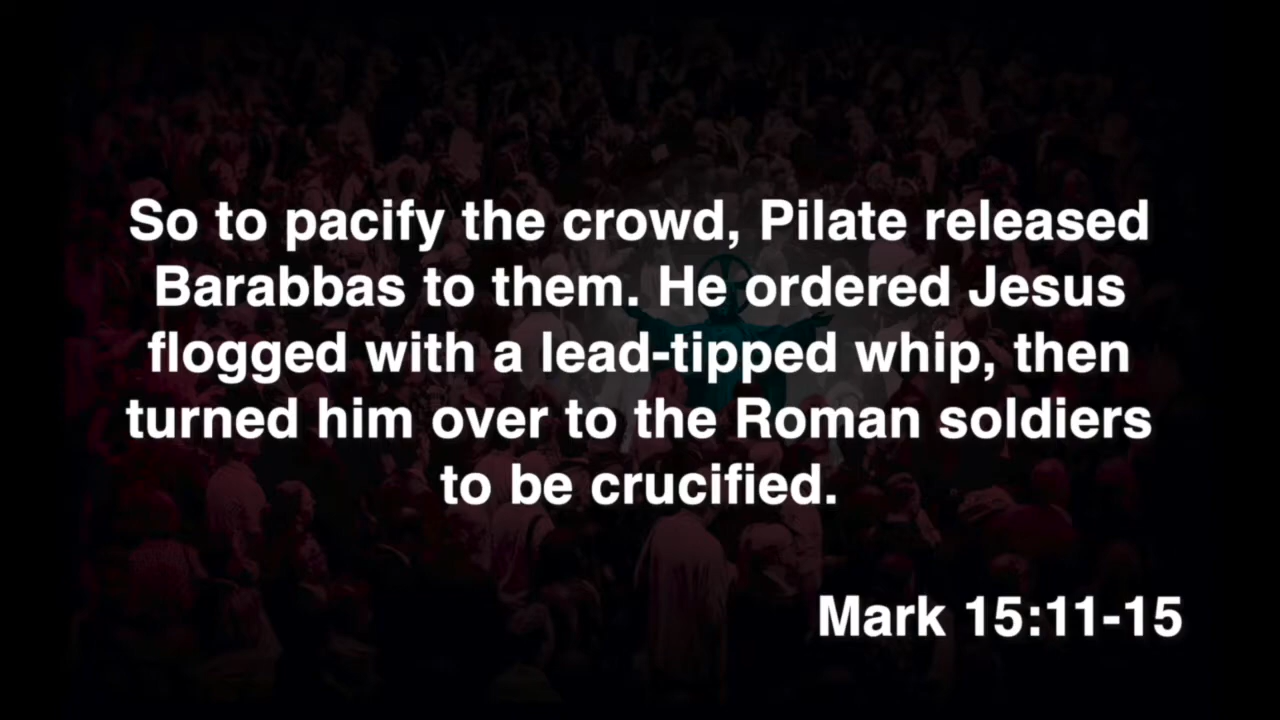 So to pacify the crowd, Pilate released
Barabbas to them. He ordered Jesus
flogged with a lead-tipped whip, then
turned him over to the Roman soldiers
to be crucified.
Mark 15:11-15